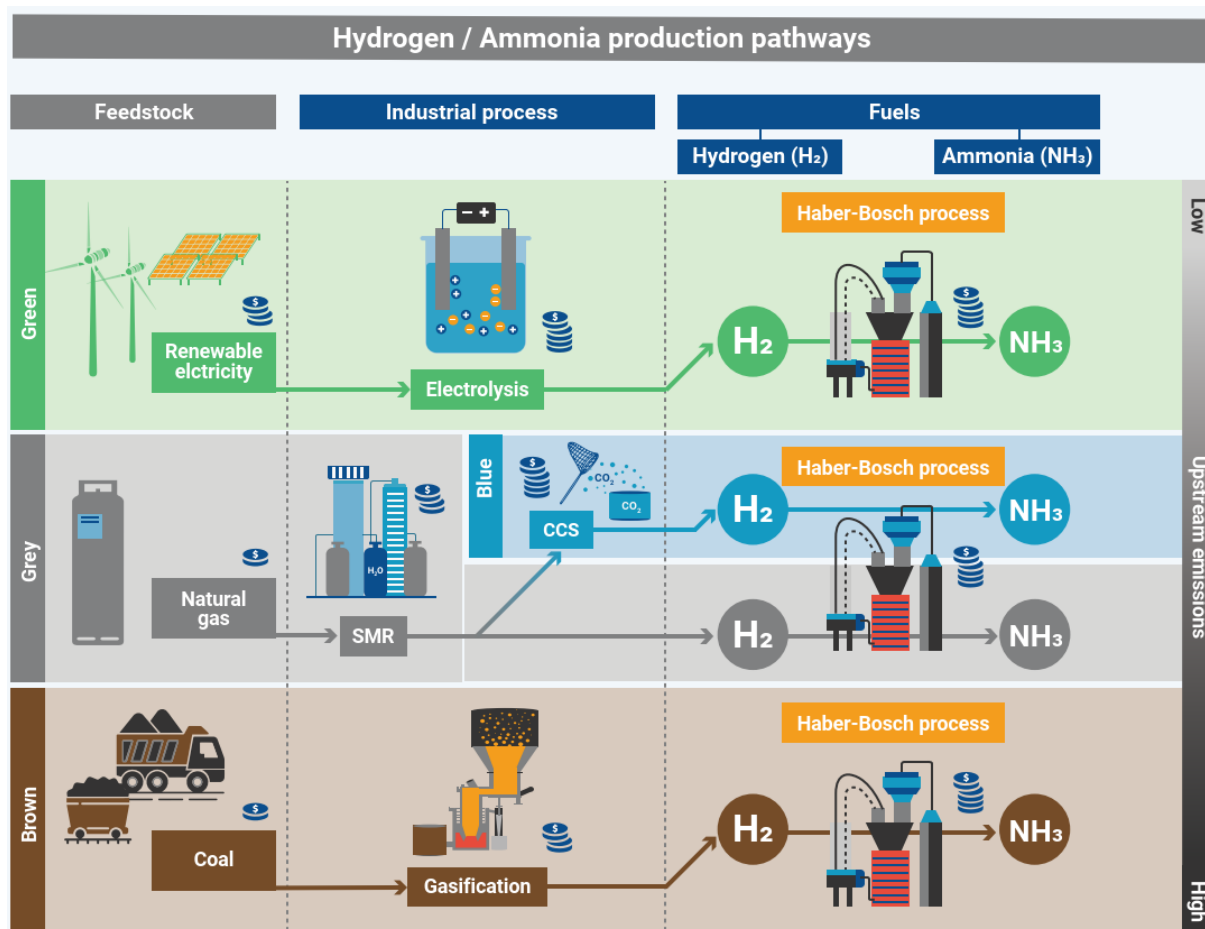 Hydrogen / Ammonia production pathways
Feedstock
Industrial process
Fuels
Hydrogen (H₂)
Ammonia (NH₃)
Green
Renewable
elctricity
$
− +
Electrolysis
$
Haber-Bosch process
H₂
$
NH₃
Low
Upstream emissions
High
Grey
Natural
gas
$
H₂O
$
SMR
Blue
$
CO₂
CO₂
CCS
Haber-Bosch process
H₂
NH₃
$
H₂
NH₃
Brown
$
Coal
$
Gasification
Haber-Bosch process
H₂
$
NH₃